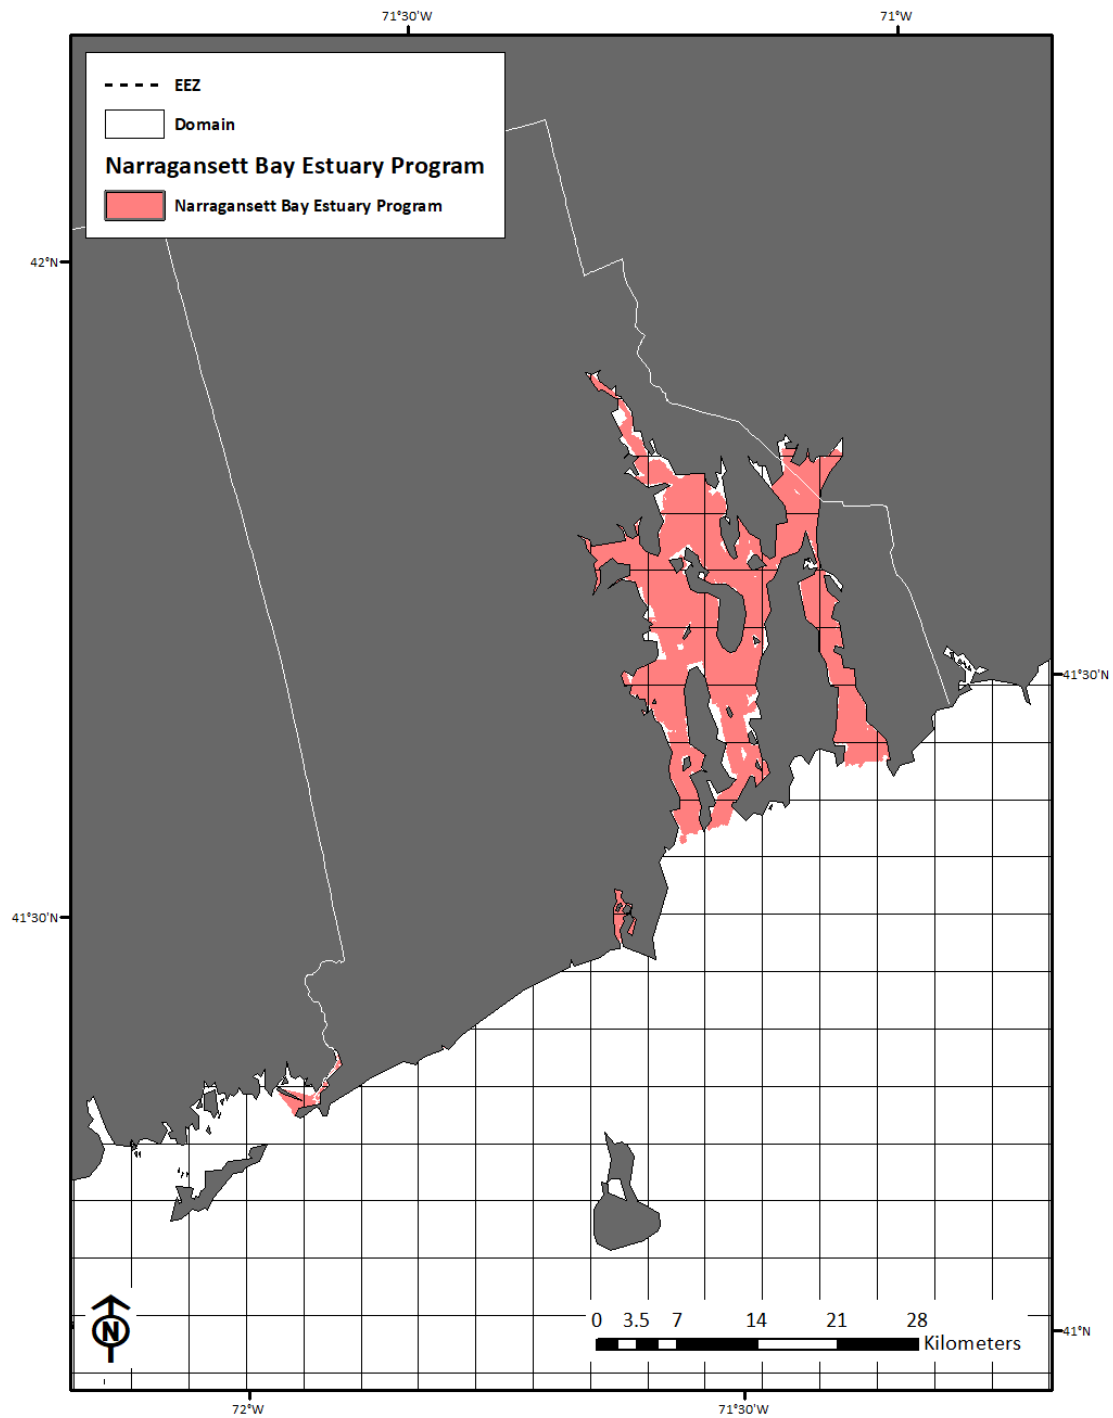 71°30'W
71°W
EEZ
Domain
Narragansett Bay Estuary Program
Narragansett Bay Estuary Program
42°N
41°30'N
41°30'N
N
0 3.5 7 14 21 28
Kilometers
41°N
72°W
71°30'W